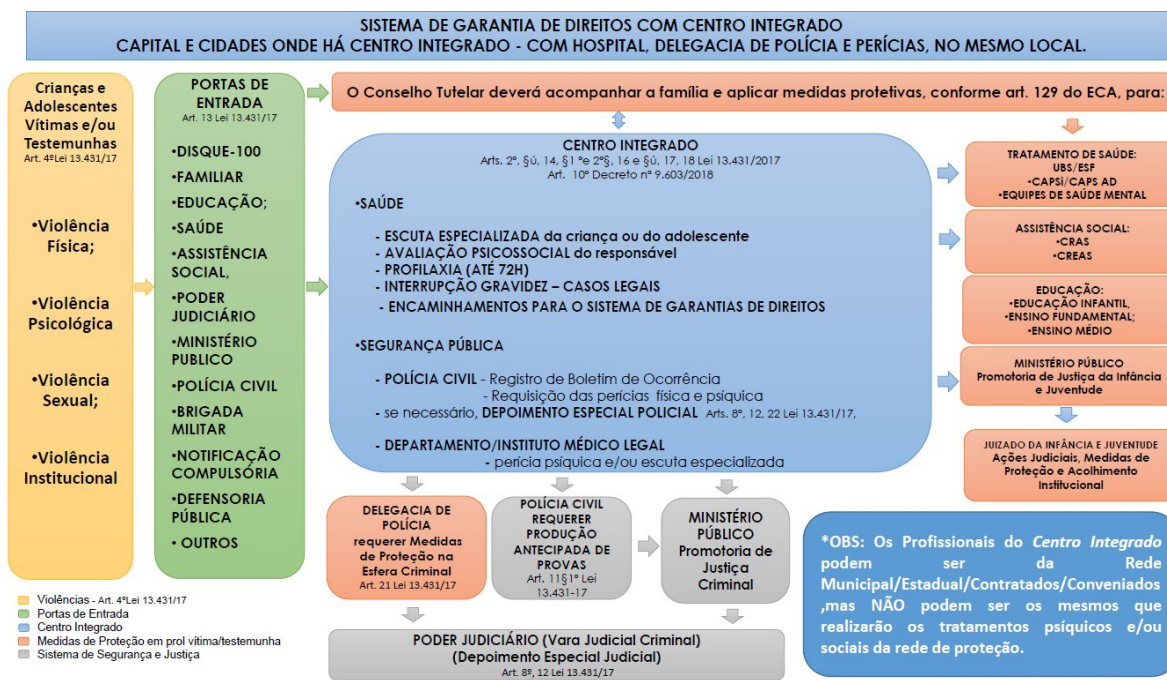 SISTEMA DE GARANTIA DE DIREITOS COM CENTRO INTEGRADO
CAPITAL E CIDADES ONDE HÁ CENTRO INTEGRADO - COM HOSPITAL, DELEGACIA DE POLÍCIA E PERÍCIAS, NO MESMO LOCAL.
Crianças e
Adolescentes
Vítimas e/ou
Testemunhas
Art. 4ºLei 13.431/17
•Violência
Física;
•Violência
Psicológica
•Violência
Sexual;
•Violência
Institucional
PORTAS DE
ENTRADA
Art. 13 Lei 13.431/17
•DISQUE-100
•FAMILIAR
•EDUCAÇÃO;
•SAÚDE
•ASSISTÊNCIA
SOCIAL,
•PODER
JUDICIÁRIO
•MINISTÉRIO
PUBLICO
•POLÍCIA CIVIL
•BRIGADA
MILITAR
•NOTIFICAÇÃO
COMPULSÓRIA
•DEFENSORIA
PÚBLICA
• OUTROS
O Conselho Tutelar deverá acompanhar a família e aplicar medidas protetivas, conforme art. 129 do ECA, para:
CENTRO INTEGRADO
Arts. 2º, §ú, 14, §1 ºe 2º§, 16 e §ú, 17, 18 Lei 13.431/2017
Art. 10º Decreto nº 9.603/2018
•SAÚDE
- ESCUTA ESPECIALIZADA da criança ou do adolescente
- AVALIAÇÃO PSICOSSOCIAL do responsável
- PROFILAXIA (ATÉ 72H)
- INTERRUPÇÃO GRAVIDEZ – CASOS LEGAIS
- ENCAMINHAMENTOS PARA O SISTEMA DE GARANTIAS DE DIREITOS
•SEGURANÇA PÚBLICA
- POLÍCIA CIVIL - Registro de Boletim de Ocorrência
- Requisição das perícias física e psíquica
- se necessário, DEPOIMENTO ESPECIAL POLICIAL Arts. 8º, 12, 22 Lei 13.431/17,
- DEPARTAMENTO/INSTITUTO MÉDICO LEGAL
- perícia psíquica e/ou escuta especializada
TRATAMENTO DE SAÚDE:
UBS/ESF
•CAPSi/CAPS AD
•EQUIPES DE SAÚDE MENTAL
ASSISTÊNCIA SOCIAL:
•CRAS
•CREAS
EDUCAÇÃO:
•EDUCAÇÃO INFANTIL,
•ENSINO FUNDAMENTAL;
•ENSINO MÉDIO
MINISTÉRIO PÚBLICO
Promotoria de Justiça da Infância
e Juventude
JUIZADO DA INFÂNCIA E JUVENTUDE
Ações Judiciais, Medidas de
Proteção e Acolhimento
Institucional
DELEGACIA DE
POLÍCIA
requerer Medidas
de Proteção na
Esfera Criminal
Art. 21 Lei 13.431/17
POLÍCIA CIVIL
REQUERER
PRODUÇÃO
ANTECIPADA DE
PROVAS
Art. 11§1º Lei
13.431-17
MINISTÉRIO
PÚBLICO
Promotoria de
Justiça
Criminal
PODER JUDICIÁRIO (Vara Judicial Criminal)
(Depoimento Especial Judicial)
Art. 8º, 12 Lei 13.431/17
*OBS: Os Profissionais do Centro Integrado
podem ser da Rede
Municipal/Estadual/Contratados/Conveniados
,mas NÃO podem ser os mesmos que
realizarão os tratamentos psíquicos e/ou
sociais da rede de proteção.
Violências - Art. 4ºLei 13.431/17
Portas de Entrada
Centro Integrado
Medidas de Proteção em prol vítima/testemunha
Sistema de Segurança e Justiça